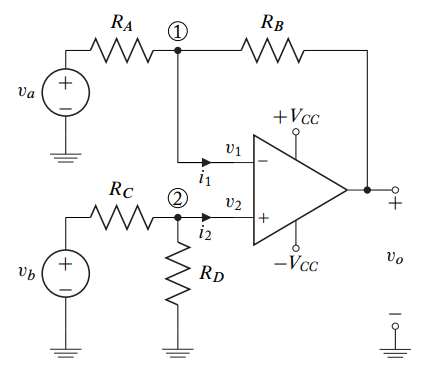 R_A
①
R_B
v_a
+
−
+V_CC
v_1
−
i_1
R_C
②
v_2
+
+
i_2
−V_CC
v_b
+
−
R_D
v_o
−